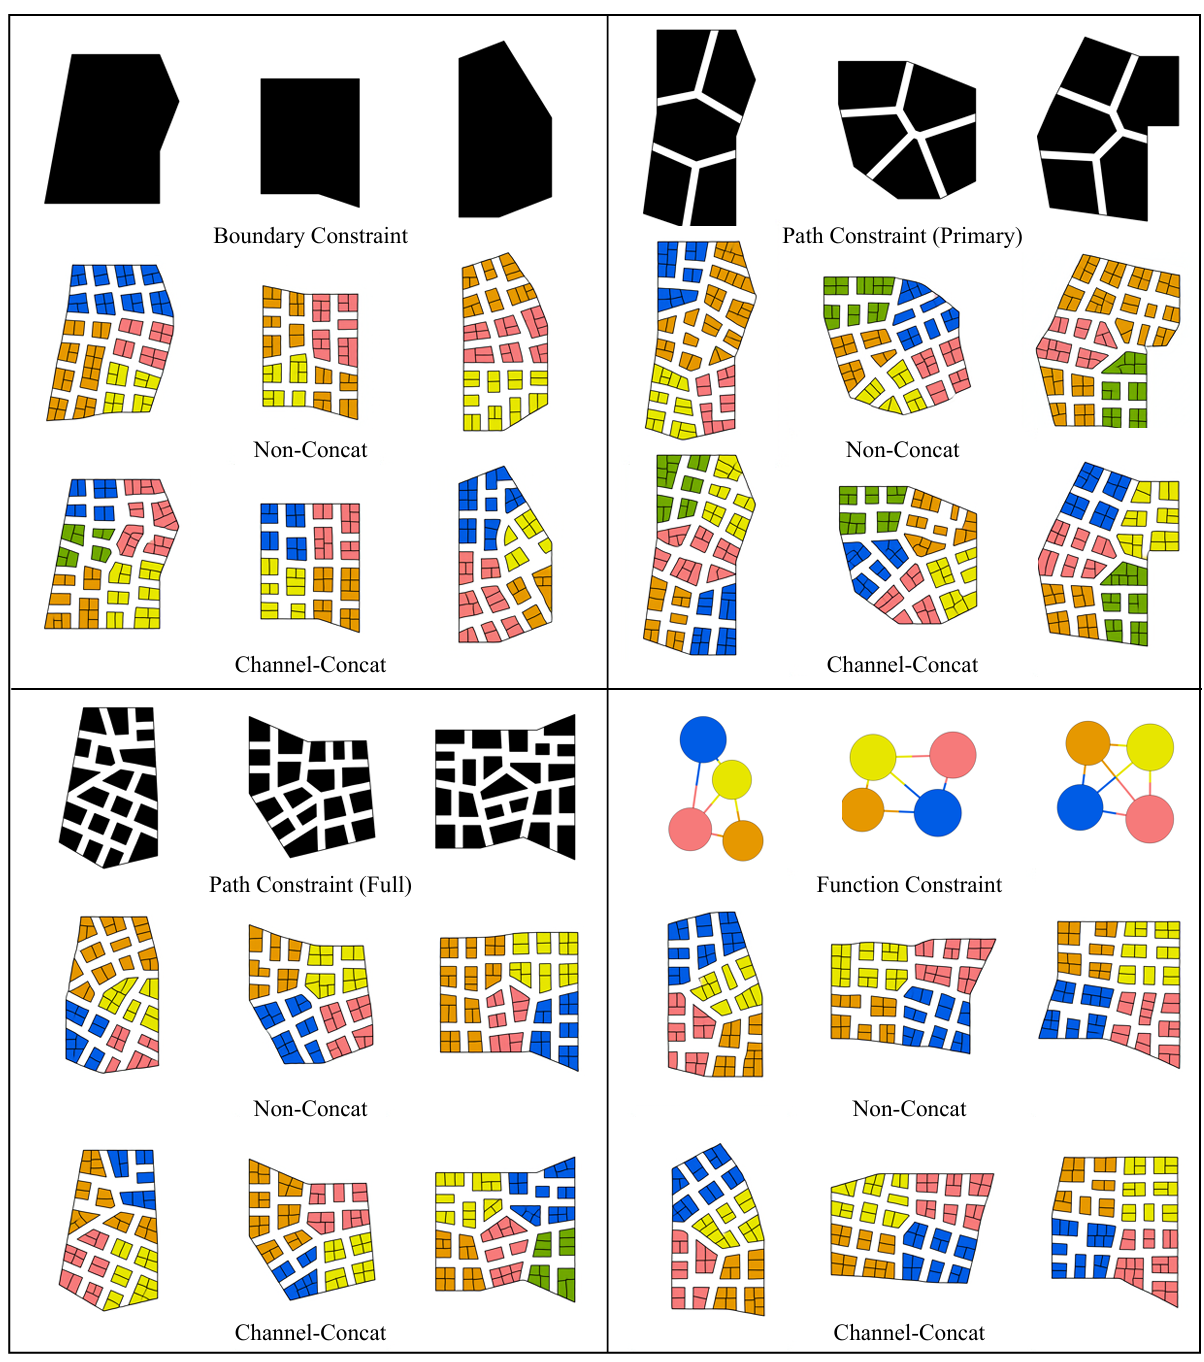 Boundary Constraint
Non-Concat
Channel-Concat
Path Constraint (Primary)
Non-Concat
Channel-Concat
Path Constraint (Full)
Non-Concat
Channel-Concat
Function Constraint
Non-Concat
Channel-Concat